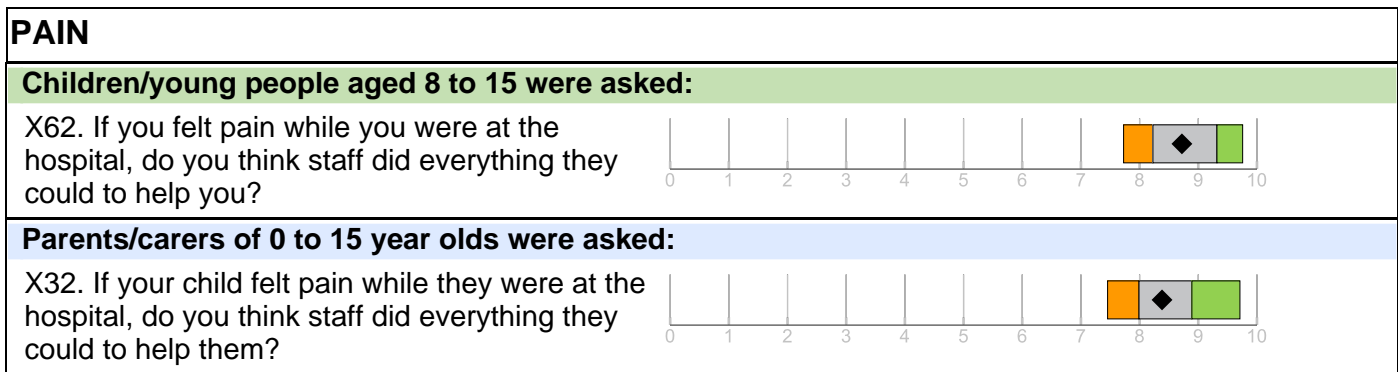 PAIN
Children/young people aged 8 to 15 were asked:
X62. If you felt pain while you were at the
hospital, do you think staff did everything they
could to help you?
0 1 2 3 4 5 6 7 8 9 10
Parents/carers of 0 to 15 year olds were asked:
X32. If your child felt pain while they were at the
hospital, do you think staff did everything they
could to help them?
0 1 2 3 4 5 6 7 8 9 10